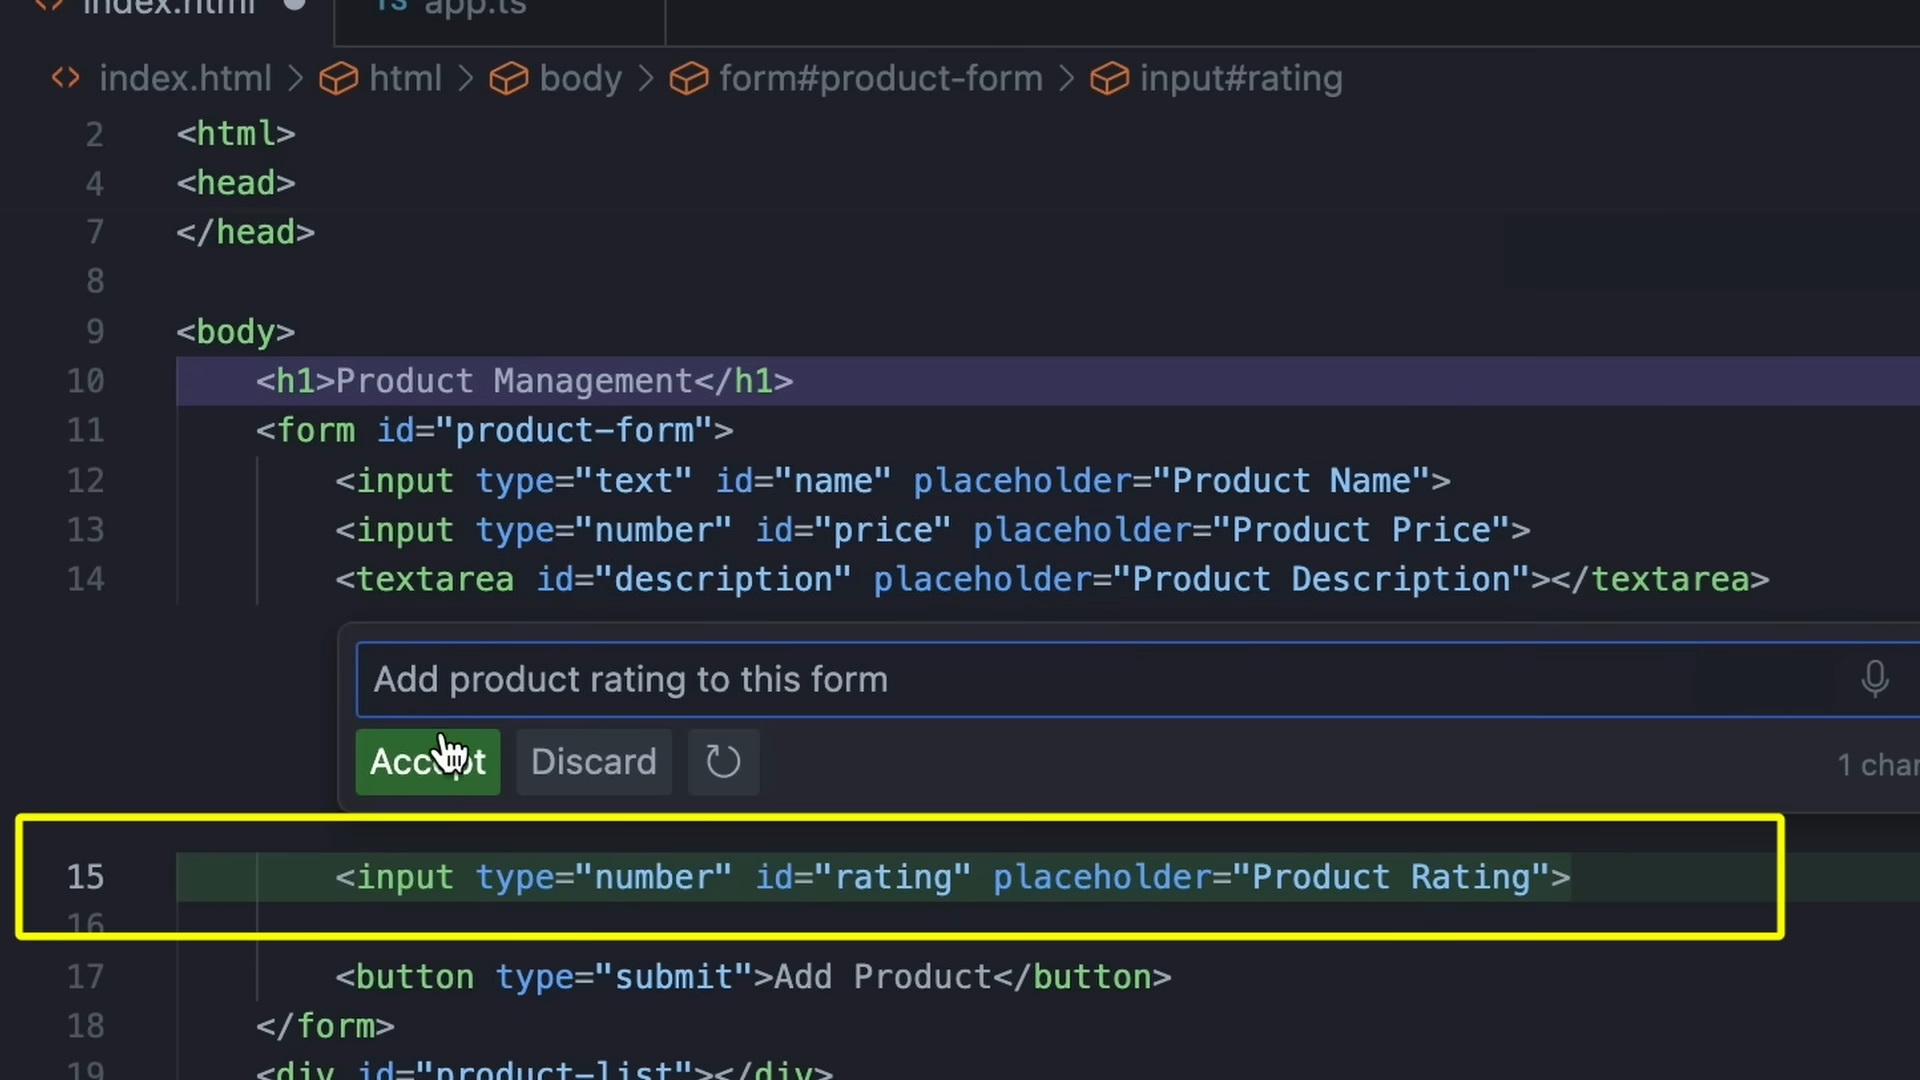 index.html TS app.ts
index.html > html > body > form#product-form > input#rating
2 <html>
4 <head>
7 </head>
8
9 <body>
10 <h1>Product Management</h1>
11 <form id="product-form">
12 <input type="text" id="name" placeholder="Product Name">
13 <input type="number" id="price" placeholder="Product Price">
14 <textarea id="description" placeholder="Product Description"></textarea>
Add product rating to this form
Accept Discard
1 chan
15 <input type="number" id="rating" placeholder="Product Rating">
16
17 <button type="submit">Add Product</button>
18 </form>
19 <div id="product-list"></div>